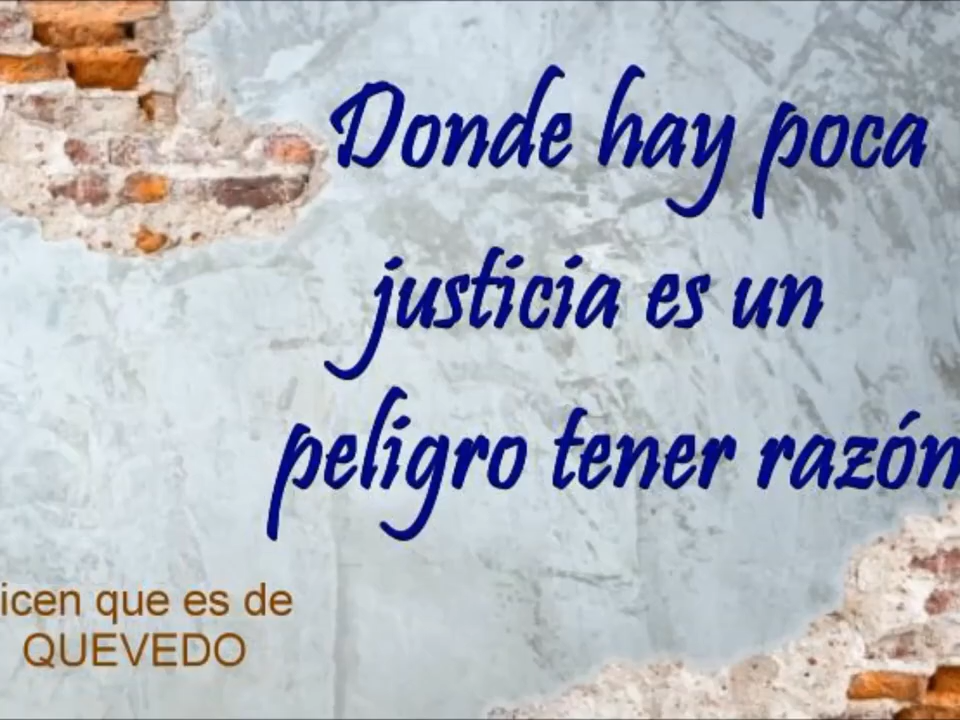 Donde hay poca
justicia es un
peligro tener razón
icen que es de
QUEVEDO